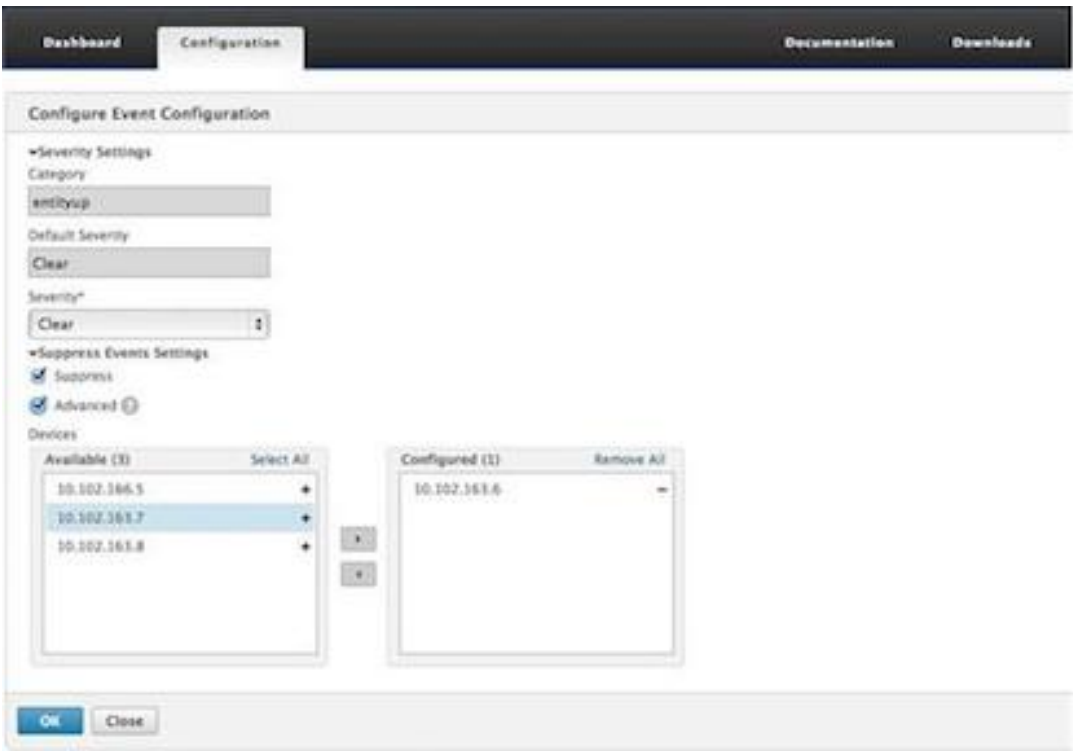 Dashboard Configuration Documentation Downloads
Configure Event Configuration
Severity Settings
Category
entityup
Default Severity
Clear
Severity*
Clear
Suppress Events Settings
Suppress
Advanced
Devices
Available (3) Select All Configured (1) Remove All
10.102.166.5 + 10.102.163.6 −
10.102.163.7 +
10.102.163.8 +
OK Close